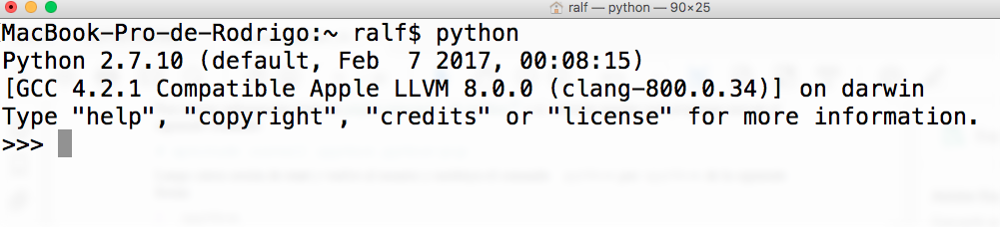 ralf — python — 90×25
MacBook-Pro-de-Rodrigo:~ ralf$ python
Python 2.7.10 (default, Feb  7 2017, 00:08:15)
[GCC 4.2.1 Compatible Apple LLVM 8.0.0 (clang-800.0.34)] on darwin
Type "help", "copyright", "credits" or "license" for more information.
>>>